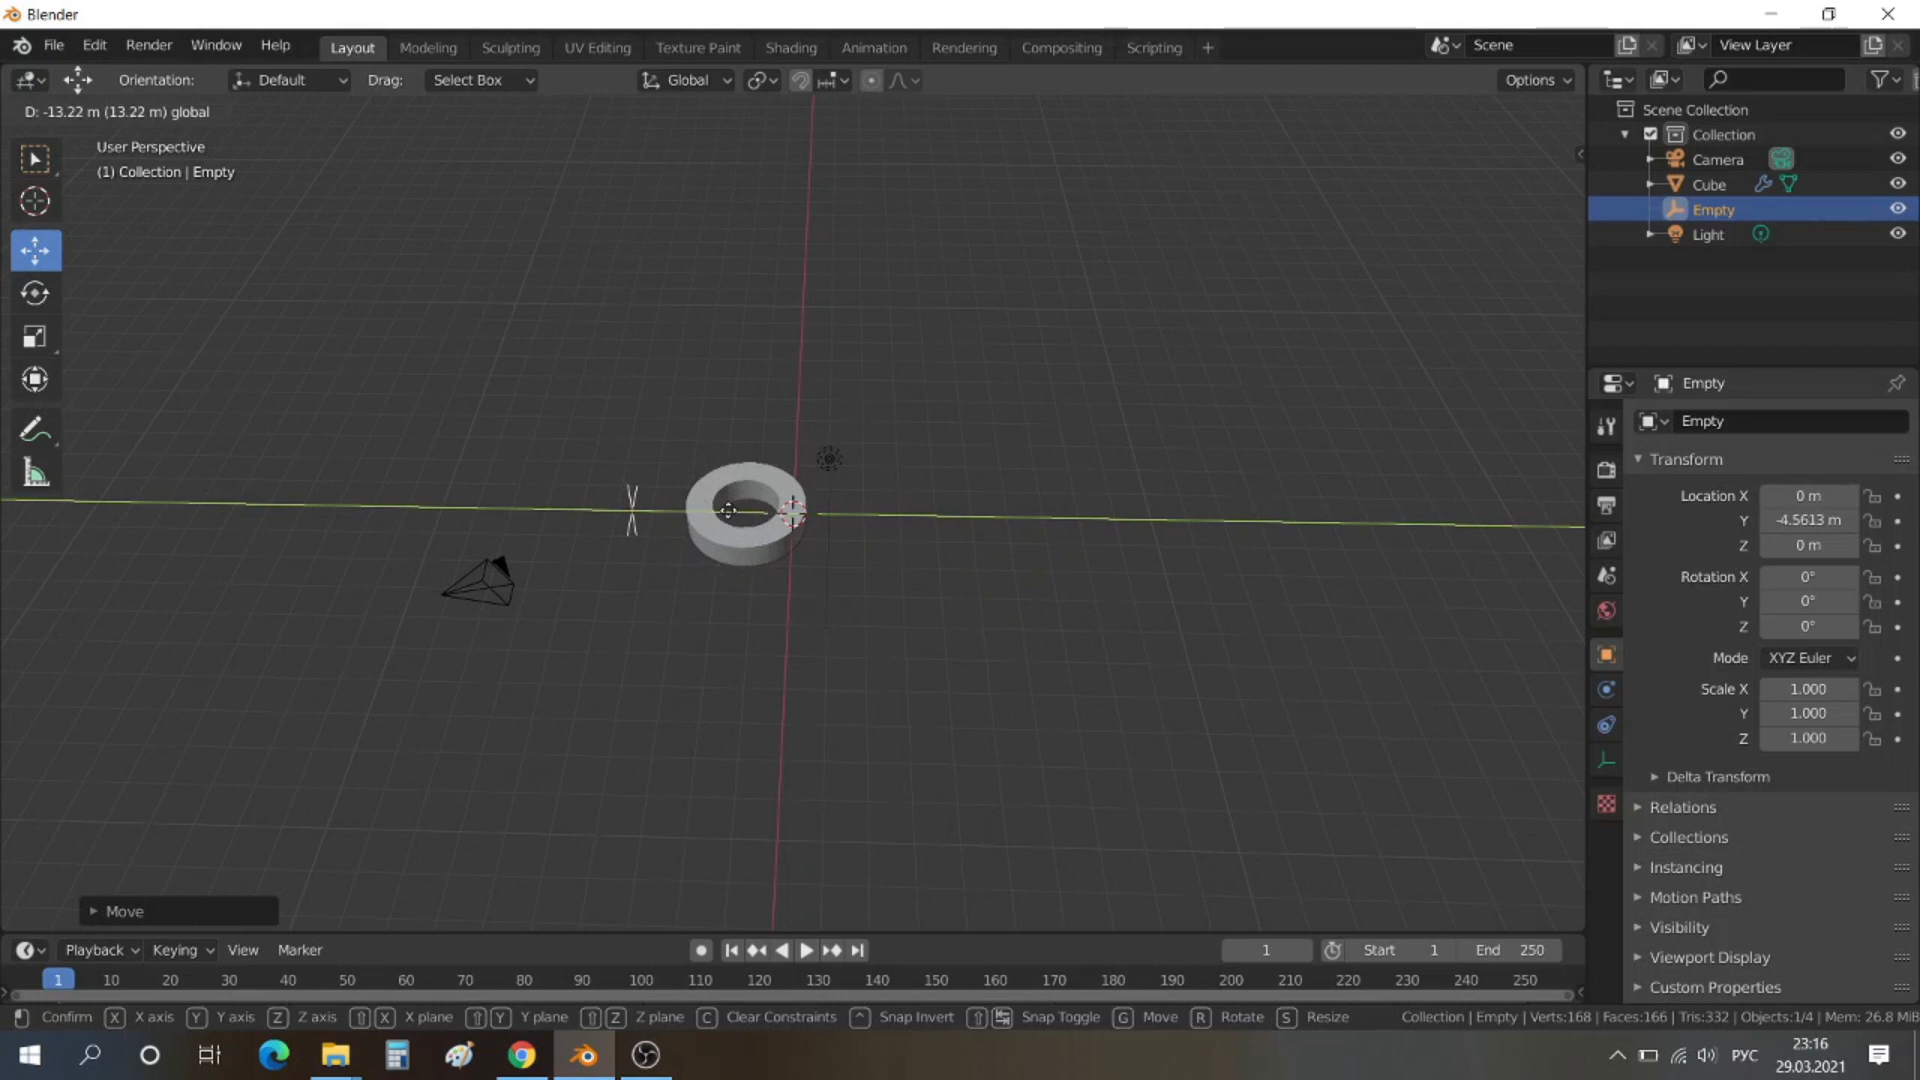 Blender
File Edit Render Window Help Layout Modeling Sculpting UV Editing Texture Paint Shading Animation Rendering Compositing Scripting + Scene View Layer
Orientation: Default Drag: Select Box Global Options
D: -13.22 m (13.22 m) global
User Perspective
(1) Collection | Empty
Scene Collection
Collection
Camera
Cube
Empty
Light
Empty
Empty
Transform
Location X 0 m
Y -4.5613 m
Z 0 m
Rotation X 0°
Y 0°
Z 0°
Mode XYZ Euler
Scale X 1.000
Y 1.000
Z 1.000
Delta Transform
Relations
Collections
Instancing
Motion Paths
Visibility
Viewport Display
Custom Properties
Move
Playback Keying View Marker 1 Start 1 End 250
1 10 20 30 40 50 60 70 80 90 100 110 120 130 140 150 160 170 180 190 200 210 220 230 240 250
Confirm X X axis Y Y axis Z Z axis X X plane Y Y plane Z Z plane C Clear Constraints Snap Invert Snap Toggle G Move R Rotate S Resize Collection | Empty | Verts:168 | Faces:166 | Tris:332 | Objects:1/4 | Mem: 26.8 MiB
РУС 23:16
29.03.2021